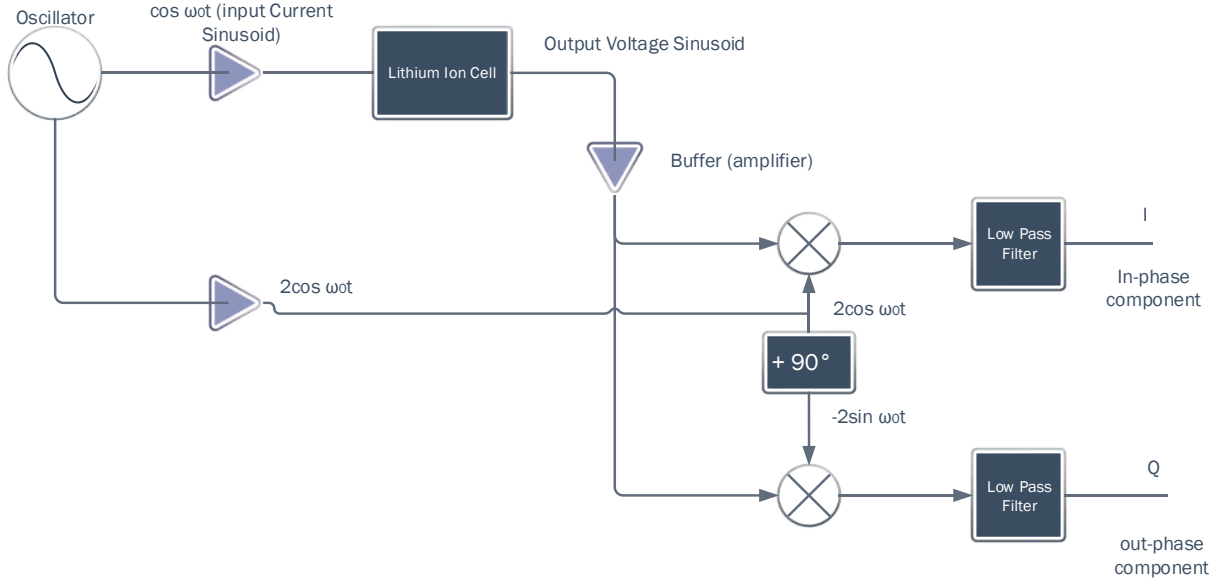 Oscillator
cos ω0t (input Current
Sinusoid)
Lithium Ion Cell
Output Voltage Sinusoid
Buffer (amplifier)
Low Pass
Filter
I
In-phase
component
2cos ω0t
2cos ω0t
+ 90°
-2sin ω0t
Low Pass
Filter
Q
out-phase
component